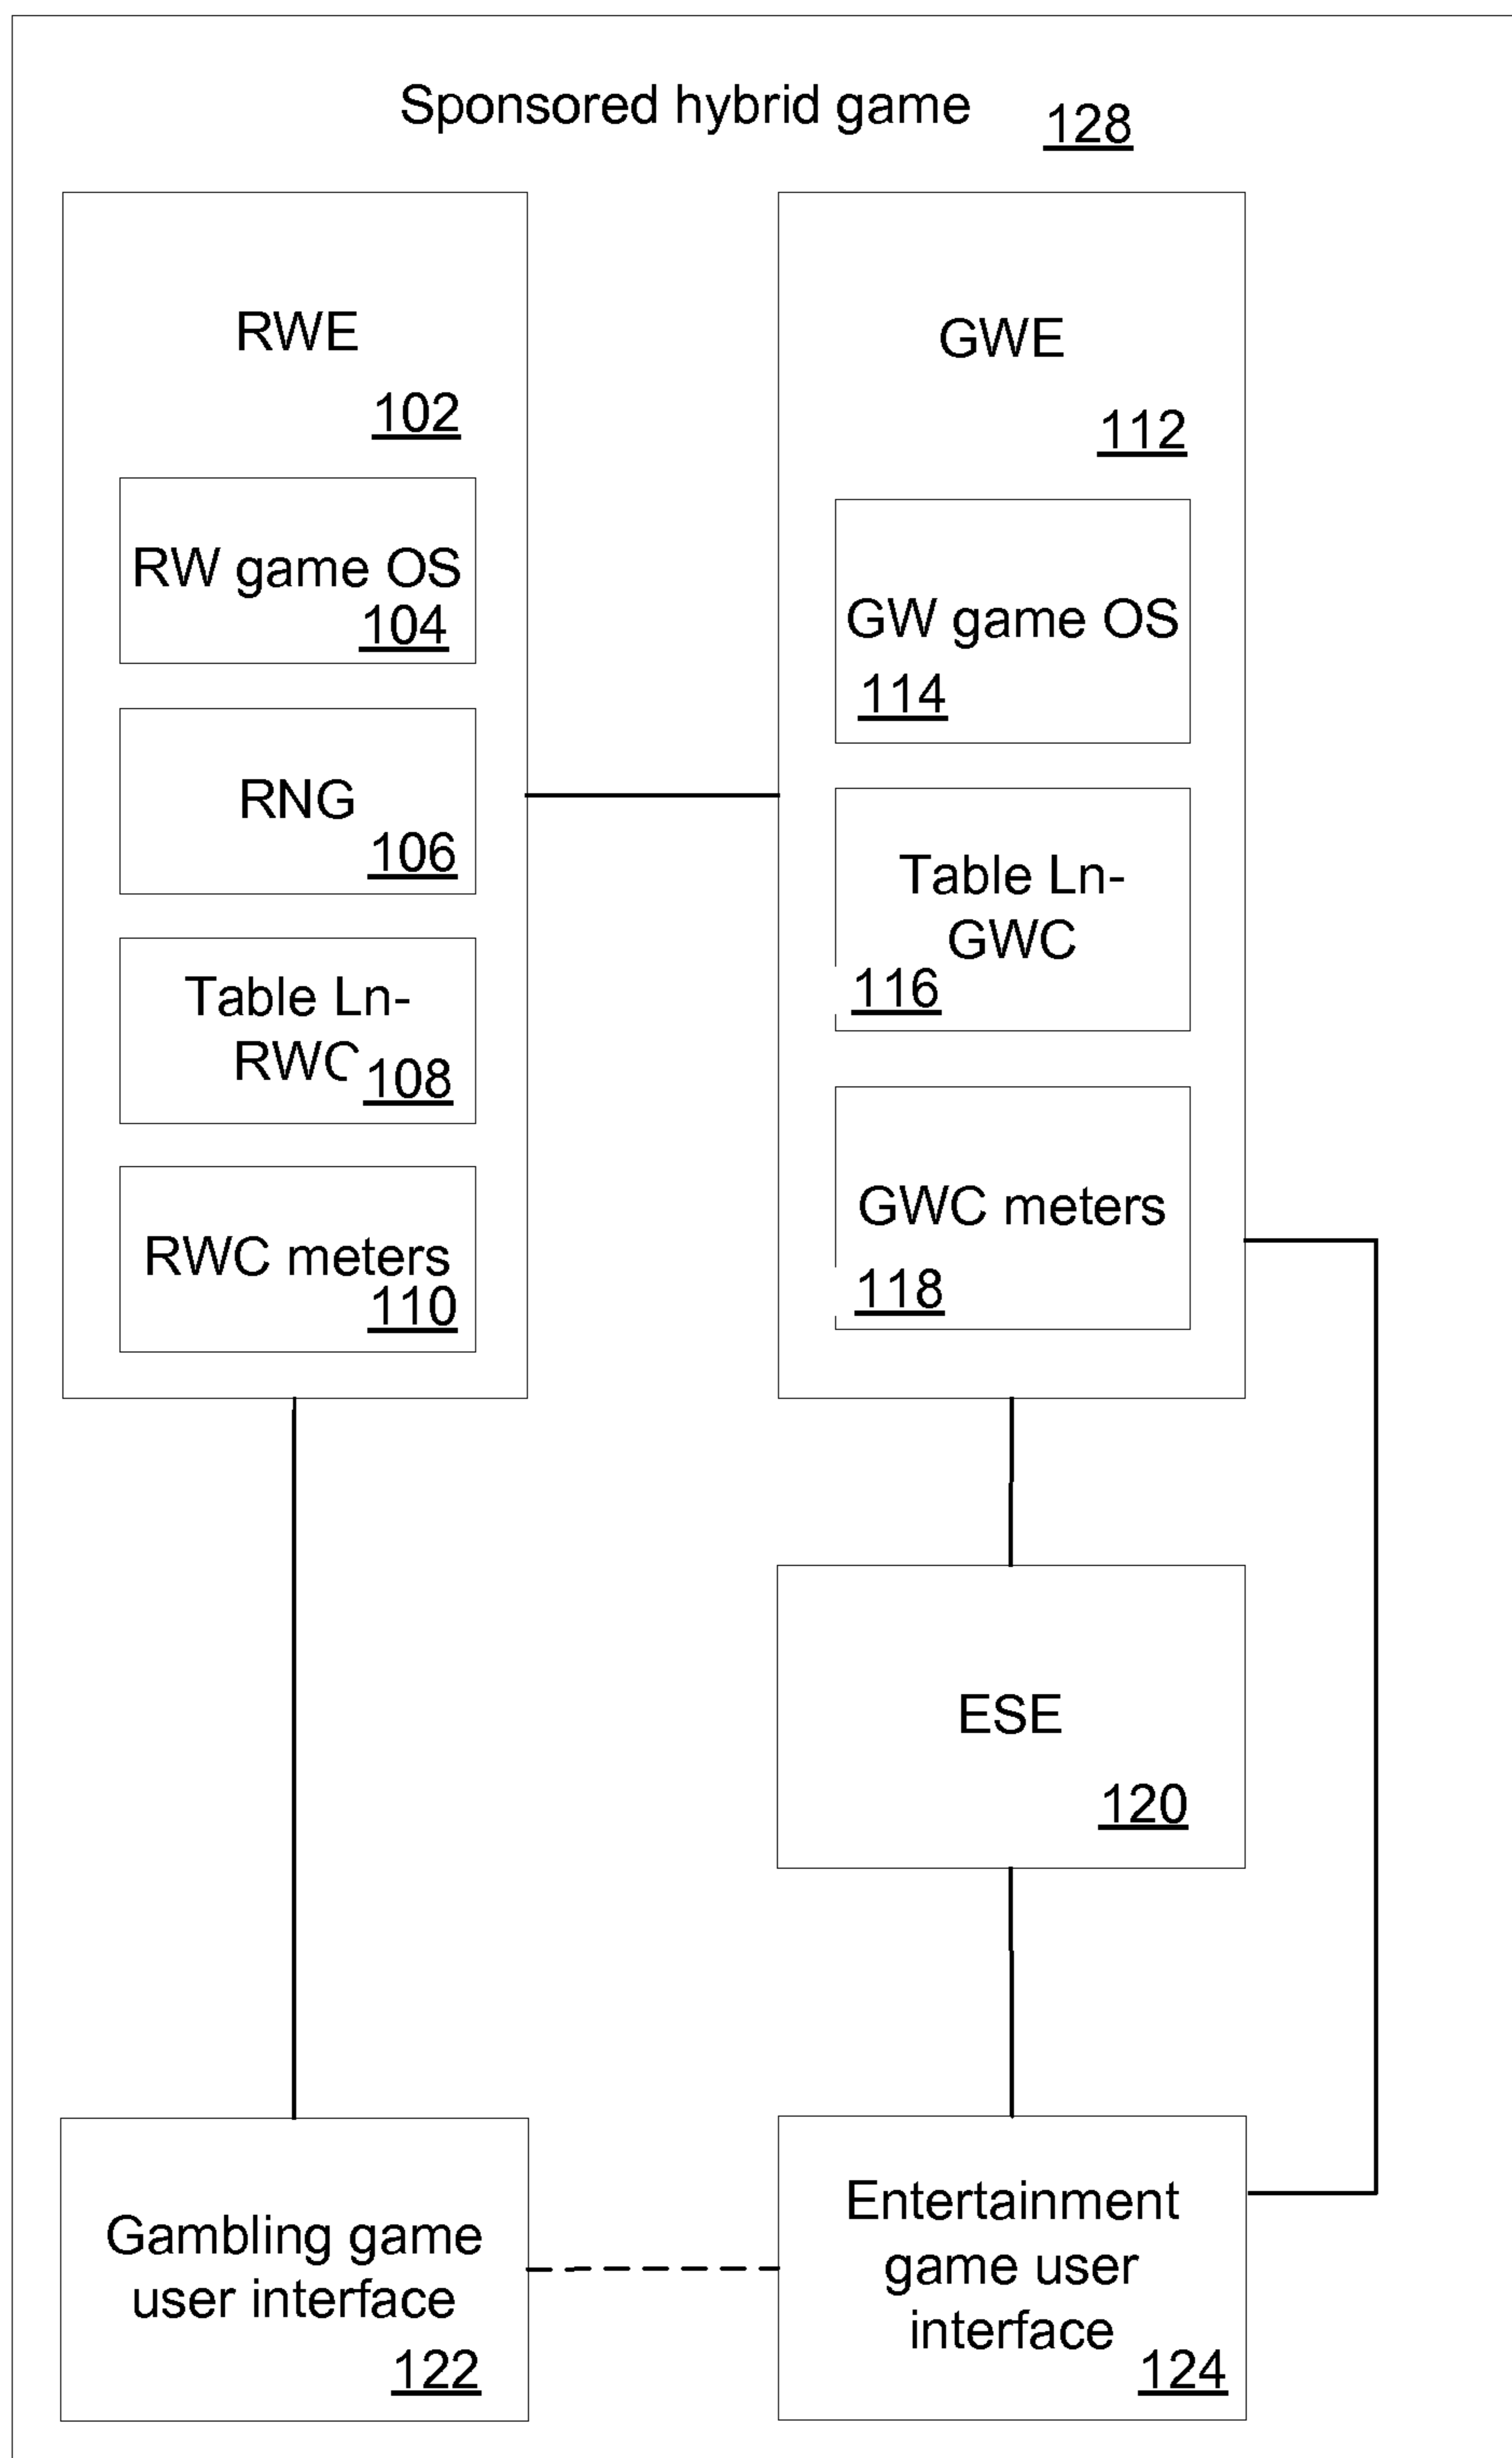 Sponsored hybrid game
128
RWE
102
RW game OS
104
RNG
106
Table Ln-
RWC
108
RWC meters
110
GWE
112
GW game OS
114
Table Ln-
GWC
116
GWC meters
118
ESE
120
Gambling game
user interface
122
Entertainment
game user
interface
124